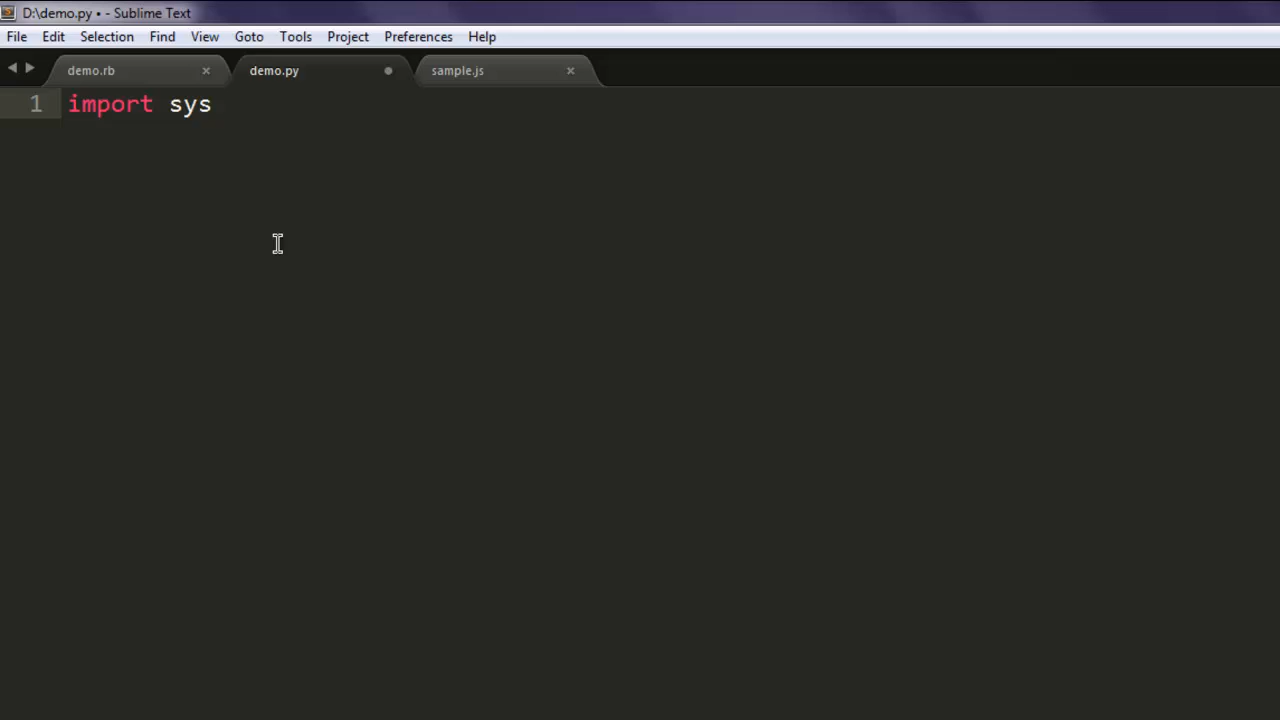 D:\demo.py • - Sublime Text
File Edit Selection Find View Goto Tools Project Preferences Help
demo.rb demo.py sample.js
1 import sys